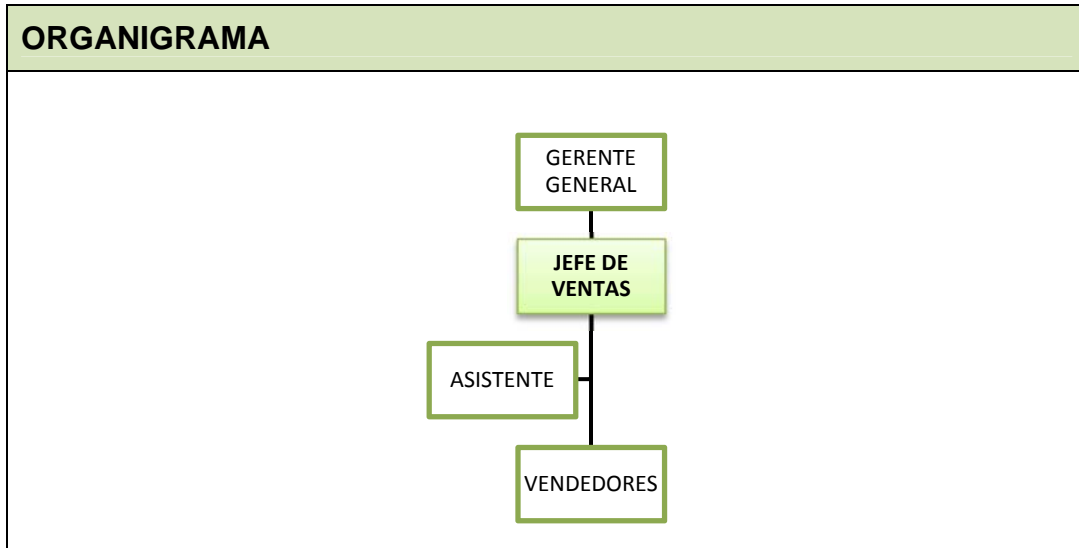 ORGANIGRAMA
GERENTE
GENERAL
JEFE DE
VENTAS
ASISTENTE
VENDEDORES